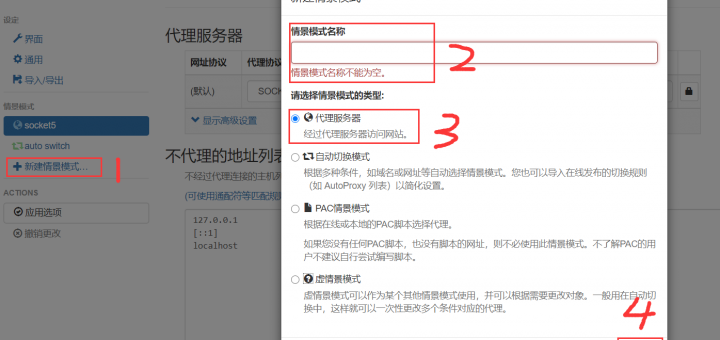 设定
界面
通用
导入/导出
情景模式
socket5
auto switch
新建情景模式...
ACTIONS
应用选项
撤销更改
代理服务器
网址协议
代理协议
(默认)
显示高级设置
不代理的地址列表
不经过代理连接的主机列
(可使用通配符等匹配规
127.0.0.1
[::1]
localhost
新建情景模式
情景模式名称
情景模式名称不能为空。
请选择情景模式的类型:
代理服务器
经过代理服务器访问网站。
自动切换模式
根据多种条件，如域名或网址等自动选择情景模式。您也可以导入在线发布的切换规则
（如 AutoProxy 列表）以简化设置。
PAC情景模式
根据在线或本地的PAC脚本选择代理。
如果您没有任何PAC脚本，也没有脚本的网址，则不必使用此情景模式。不了解PAC的用
户不建议自行尝试编写脚本。
虚情景模式
虚情景模式可以作为某个其他情景模式使用，并可以根据需要更改对象。一般用在自动切
换中，这样就可以一次性更改多个条件对应的代理。
1
2
3
4